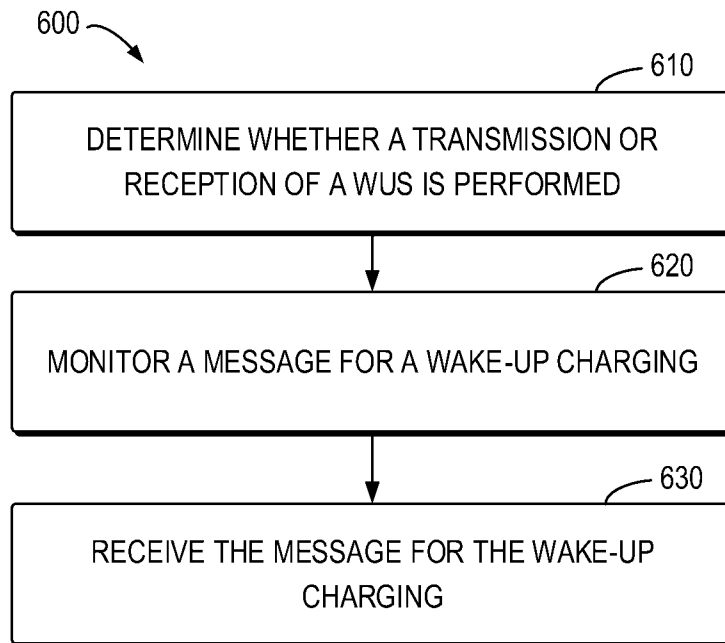 600
610
DETERMINE WHETHER A TRANSMISSION OR
RECEPTION OF A WUS IS PERFORMED
620
MONITOR A MESSAGE FOR A WAKE-UP CHARGING
630
RECEIVE THE MESSAGE FOR THE WAKE-UP
CHARGING